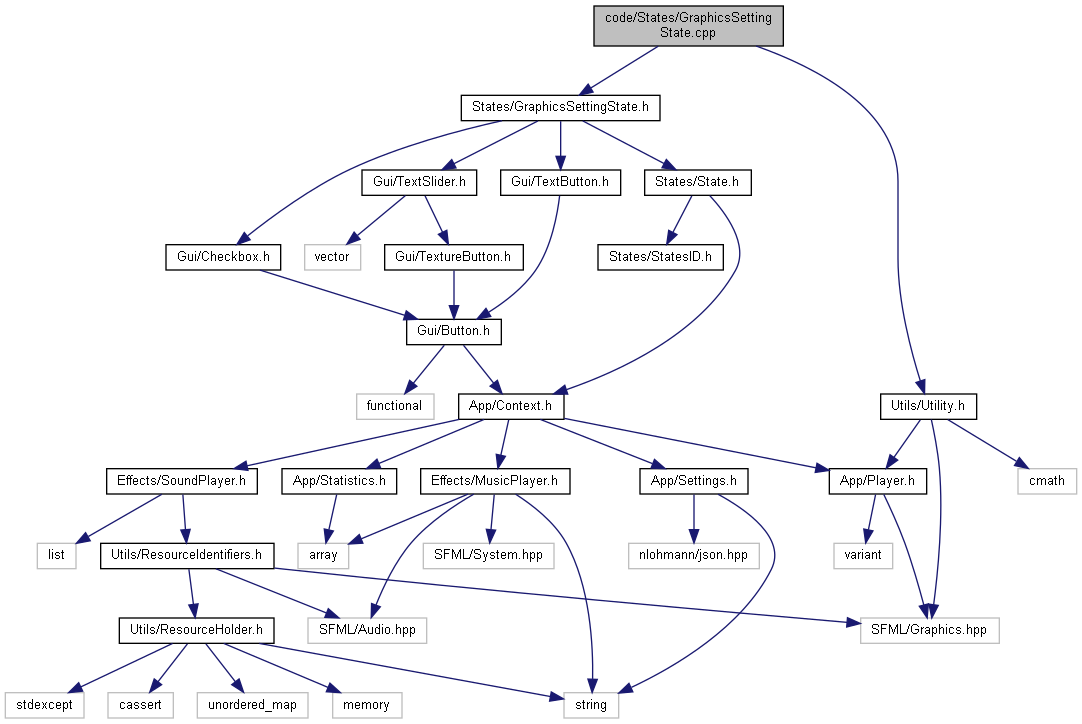 code/States/GraphicsSetting
State.cpp
States/GraphicsSettingState.h
Gui/TextSlider.h
Gui/TextButton.h
States/State.h
Gui/Checkbox.h
vector
Gui/TextureButton.h
States/StatesID.h
Gui/Button.h
functional
App/Context.h
Utils/Utility.h
Effects/SoundPlayer.h
App/Statistics.h
Effects/MusicPlayer.h
App/Settings.h
App/Player.h
cmath
list
Utils/ResourceIdentifiers.h
array
SFML/System.hpp
nlohmann/json.hpp
variant
Utils/ResourceHolder.h
SFML/Audio.hpp
SFML/Graphics.hpp
stdexcept
cassert
unordered_map
memory
string